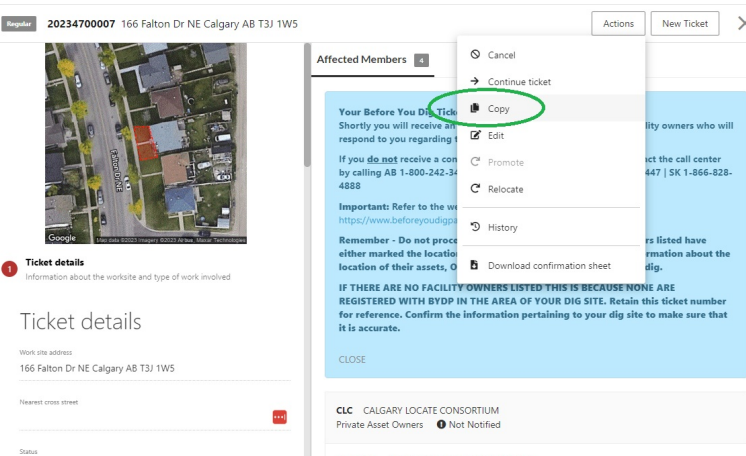 Regular 20234700007 166 Falton Dr NE Calgary AB T3J 1W5
Actions
New Ticket
Falton Dr NE
Google
Map data ©2023 Imagery ©2023 Airbus, Maxar Technologies
1 Ticket details
Information about the worksite and type of work involved
Ticket details
Work site address
166 Falton Dr NE Calgary AB T3J 1W5
Nearest cross street
Status
Affected Members 4
Cancel
Continue ticket
Copy
Edit
Promote
Relocate
History
Download confirmation sheet
Your Before You Dig Tick
Shortly you will receive an lity owners who will
respond to you regarding
If you do not receive a con act the call center
by calling AB 1-800-242-34 447 | SK 1-866-828-
4888
Important: Refer to the we
https://www.beforeyoudigpa
Remember - Do not proce rs listed have
either marked the location rmation about the
location of their assets, O dig.
IF THERE ARE NO FACILITY OWNERS LISTED THIS IS BECAUSE NONE ARE
REGISTERED WITH BYDP IN THE AREA OF YOUR DIG SITE. Retain this ticket number
for reference. Confirm the information pertaining to your dig site to make sure that
it is accurate.
CLOSE
CLC CALGARY LOCATE CONSORTIUM
Private Asset Owners Not Notified